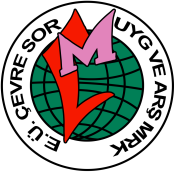 E.Ü. ÇEVRE SOR UYG VE ARŞ MRK
M